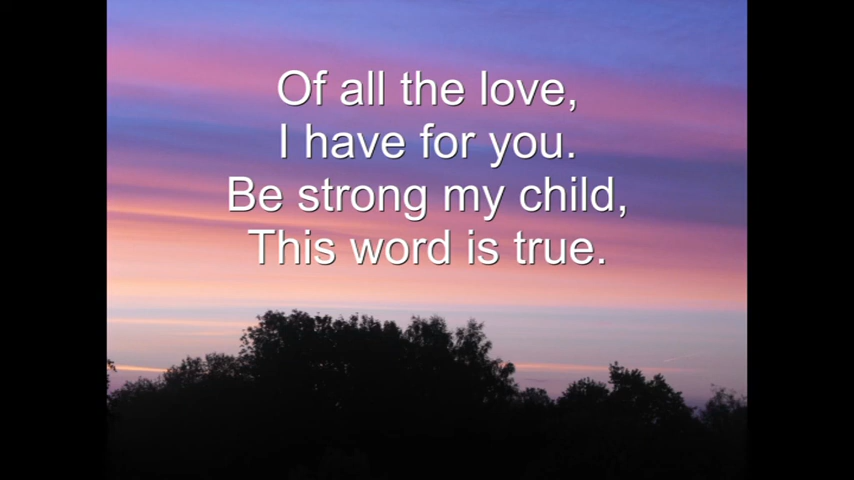 Of all the love,
I have for you.
Be strong my child,
This word is true.